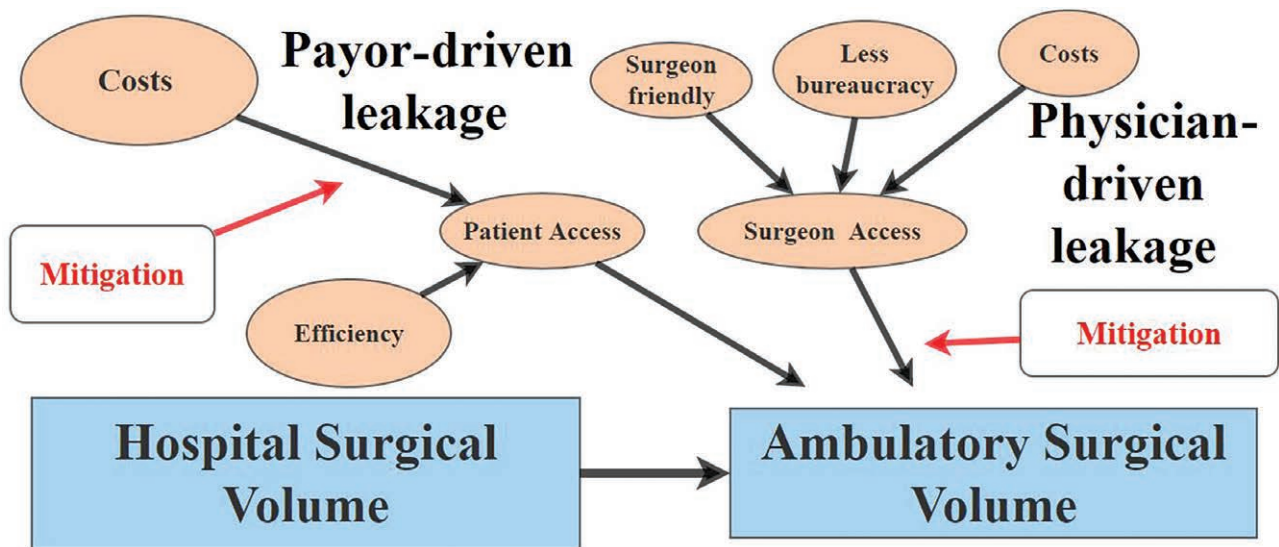 Costs
Payor-driven
leakage
Surgeon
friendly
Less
bureaucracy
Costs
Physician-
driven
leakage
Mitigation
Patient Access
Surgeon Access
Efficiency
Mitigation
Hospital Surgical
Volume
Ambulatory Surgical
Volume